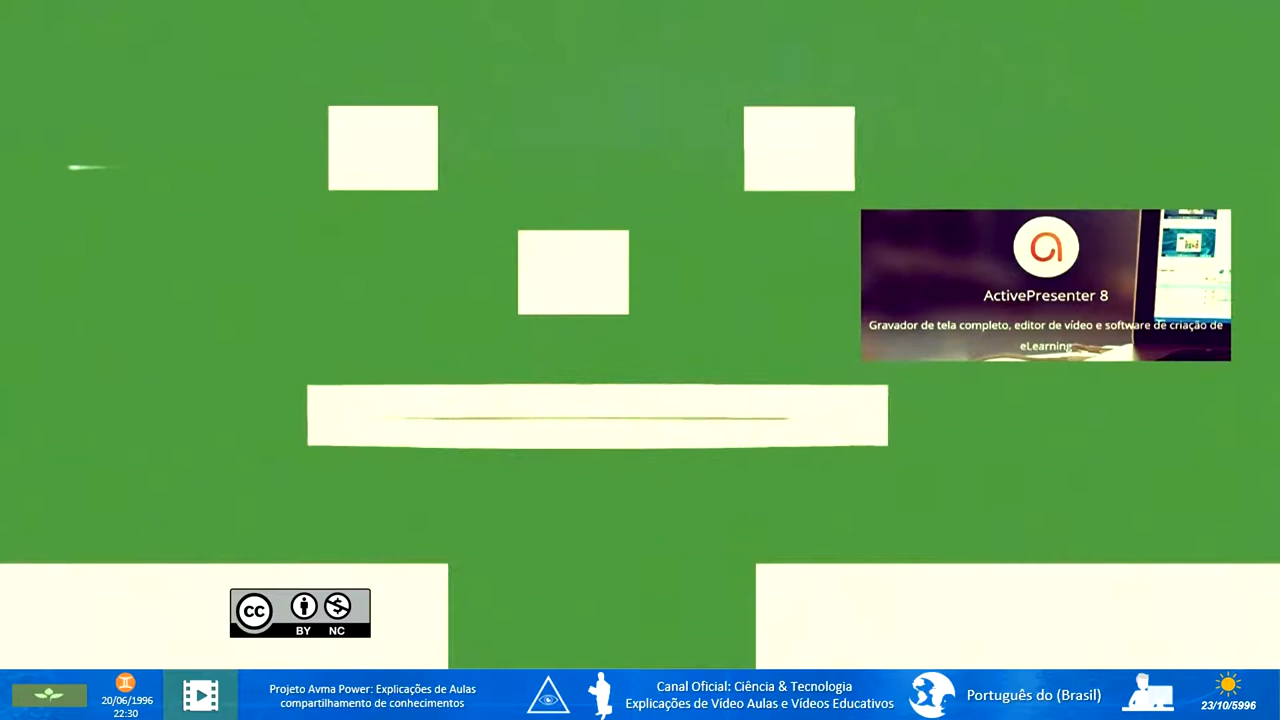 ActivePresenter 8
Gravador de tela completo, editor de vídeo e software de criação de
eLearning
CC
BY NC
20/06/1996
22:30
Projeto Avma Power: Explicações de Aulas
compartilhamento de conhecimentos
Canal Oficial: Ciência & Tecnologia
Explicações de Vídeo Aulas e Vídeos Educativos
Português do (Brasil)
23/10/5996